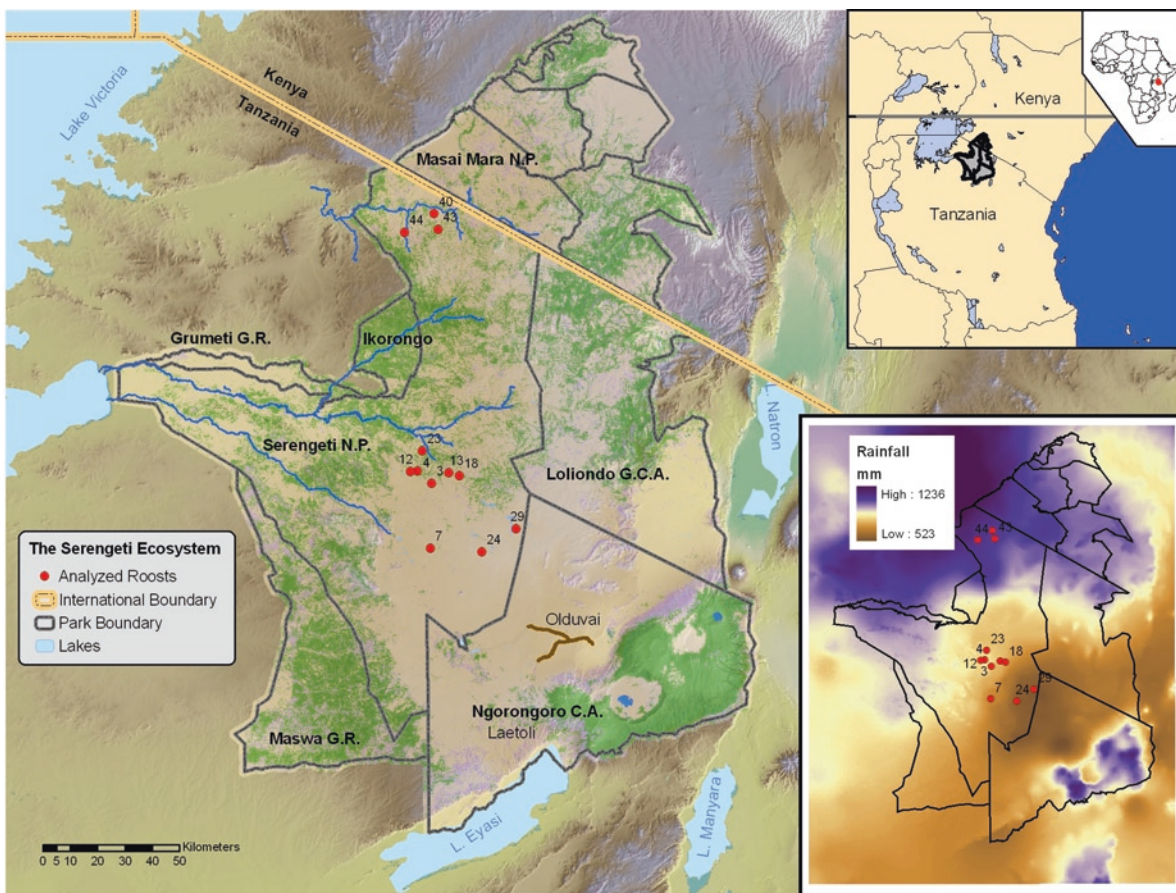 Lake Victoria
Kenya
Tanzania
Masai Mara N.P.
40
44
43
Grumeti G.R.
Ikorongo
Serengeti N.P.
23
12
4
3
13
18
Loliondo G.C.A.
L. Natron
29
7
24
Olduvai
Ngorongoro C.A.
Laetoli
Maswa G.R.
L. Eyasi
L. Manyara
The Serengeti Ecosystem
Analyzed Roosts
International Boundary
Park Boundary
Lakes
0 5 10 20 30 40 50
Kilometers
Kenya
Tanzania
Rainfall
mm
High : 1236
Low : 523
44
43
23
4
18
12
3
29
7
24